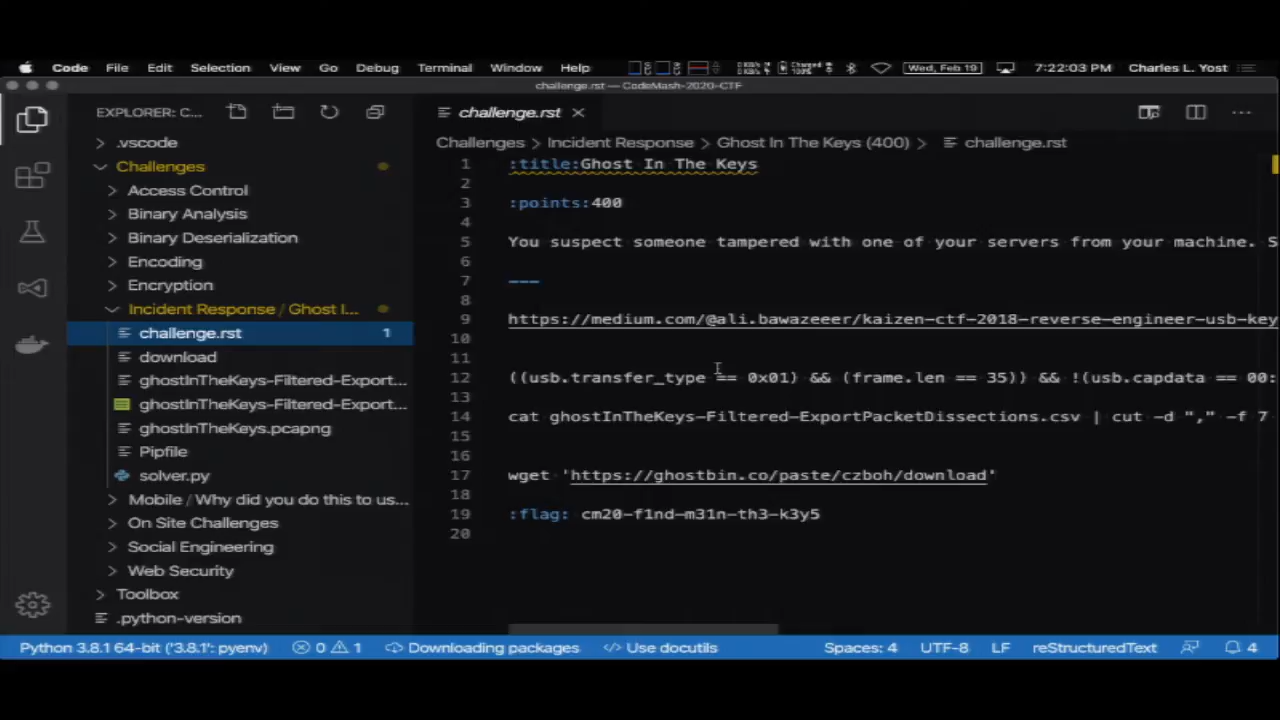 Code File Edit Selection View Go Debug Terminal Window Help Charged 100% Wed, Feb 19 7:22:03 PM Charles L. Yost
challenge.rst — CodeMash-2020-CTF
EXPLORER: C...
challenge.rst
.vscode
Challenges
Access Control
Binary Analysis
Binary Deserialization
Encoding
Encryption
Incident Response / Ghost I...
challenge.rst 1
download
ghostInTheKeys-Filtered-Export...
ghostInTheKeys-Filtered-Export...
ghostInTheKeys.pcapng
Pipfile
solver.py
Mobile / Why did you do this to us...
On Site Challenges
Social Engineering
Web Security
Toolbox
.python-version
Challenges > Incident Response > Ghost In The Keys (400) > challenge.rst
1 :title:Ghost In The Keys
2
3 :points:400
4
5 You suspect someone tampered with one of your servers from your machine. S
6
7 ---
8
9 https://medium.com/@ali.bawazeeer/kaizen-ctf-2018-reverse-engineer-usb-key
10
11
12 ((usb.transfer_type == 0x01) && (frame.len == 35)) && !(usb.capdata == 00:
13
14 cat ghostInTheKeys-Filtered-ExportPacketDissections.csv | cut -d "," -f 7
15
16
17 wget 'https://ghostbin.co/paste/czboh/download'
18
19 :flag: cm20-f1nd-m31n-th3-k3y5
20
Python 3.8.1 64-bit ('3.8.1': pyenv) 0 1 Downloading packages </> Use docutils Spaces: 4 UTF-8 LF reStructuredText 4